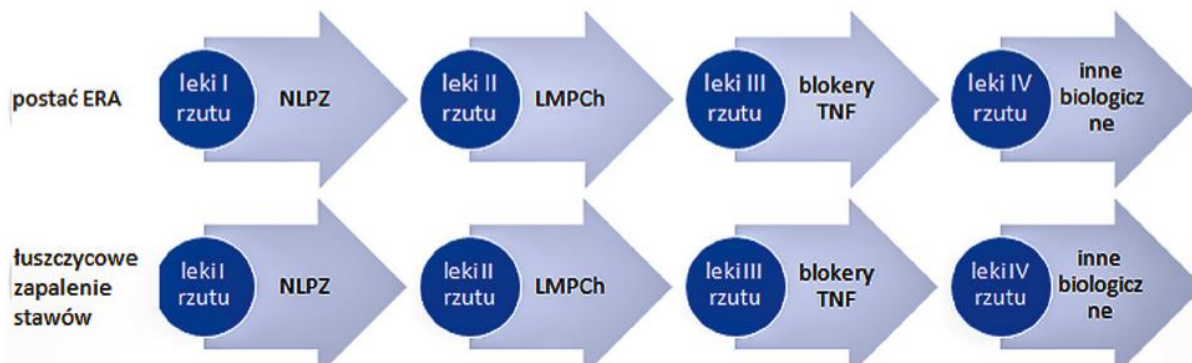 postać ERA
leki I
rzutu
NLPZ
leki II
rzutu
LMPCh
leki III
rzutu
blokery
TNF
leki IV
rzutu
inne
biologicz
ne
łuszczycowe
zapalenie
stawów
leki I
rzutu
NLPZ
leki II
rzutu
LMPCh
leki III
rzutu
blokery
TNF
leki IV
rzutu
inne
biologicz
ne